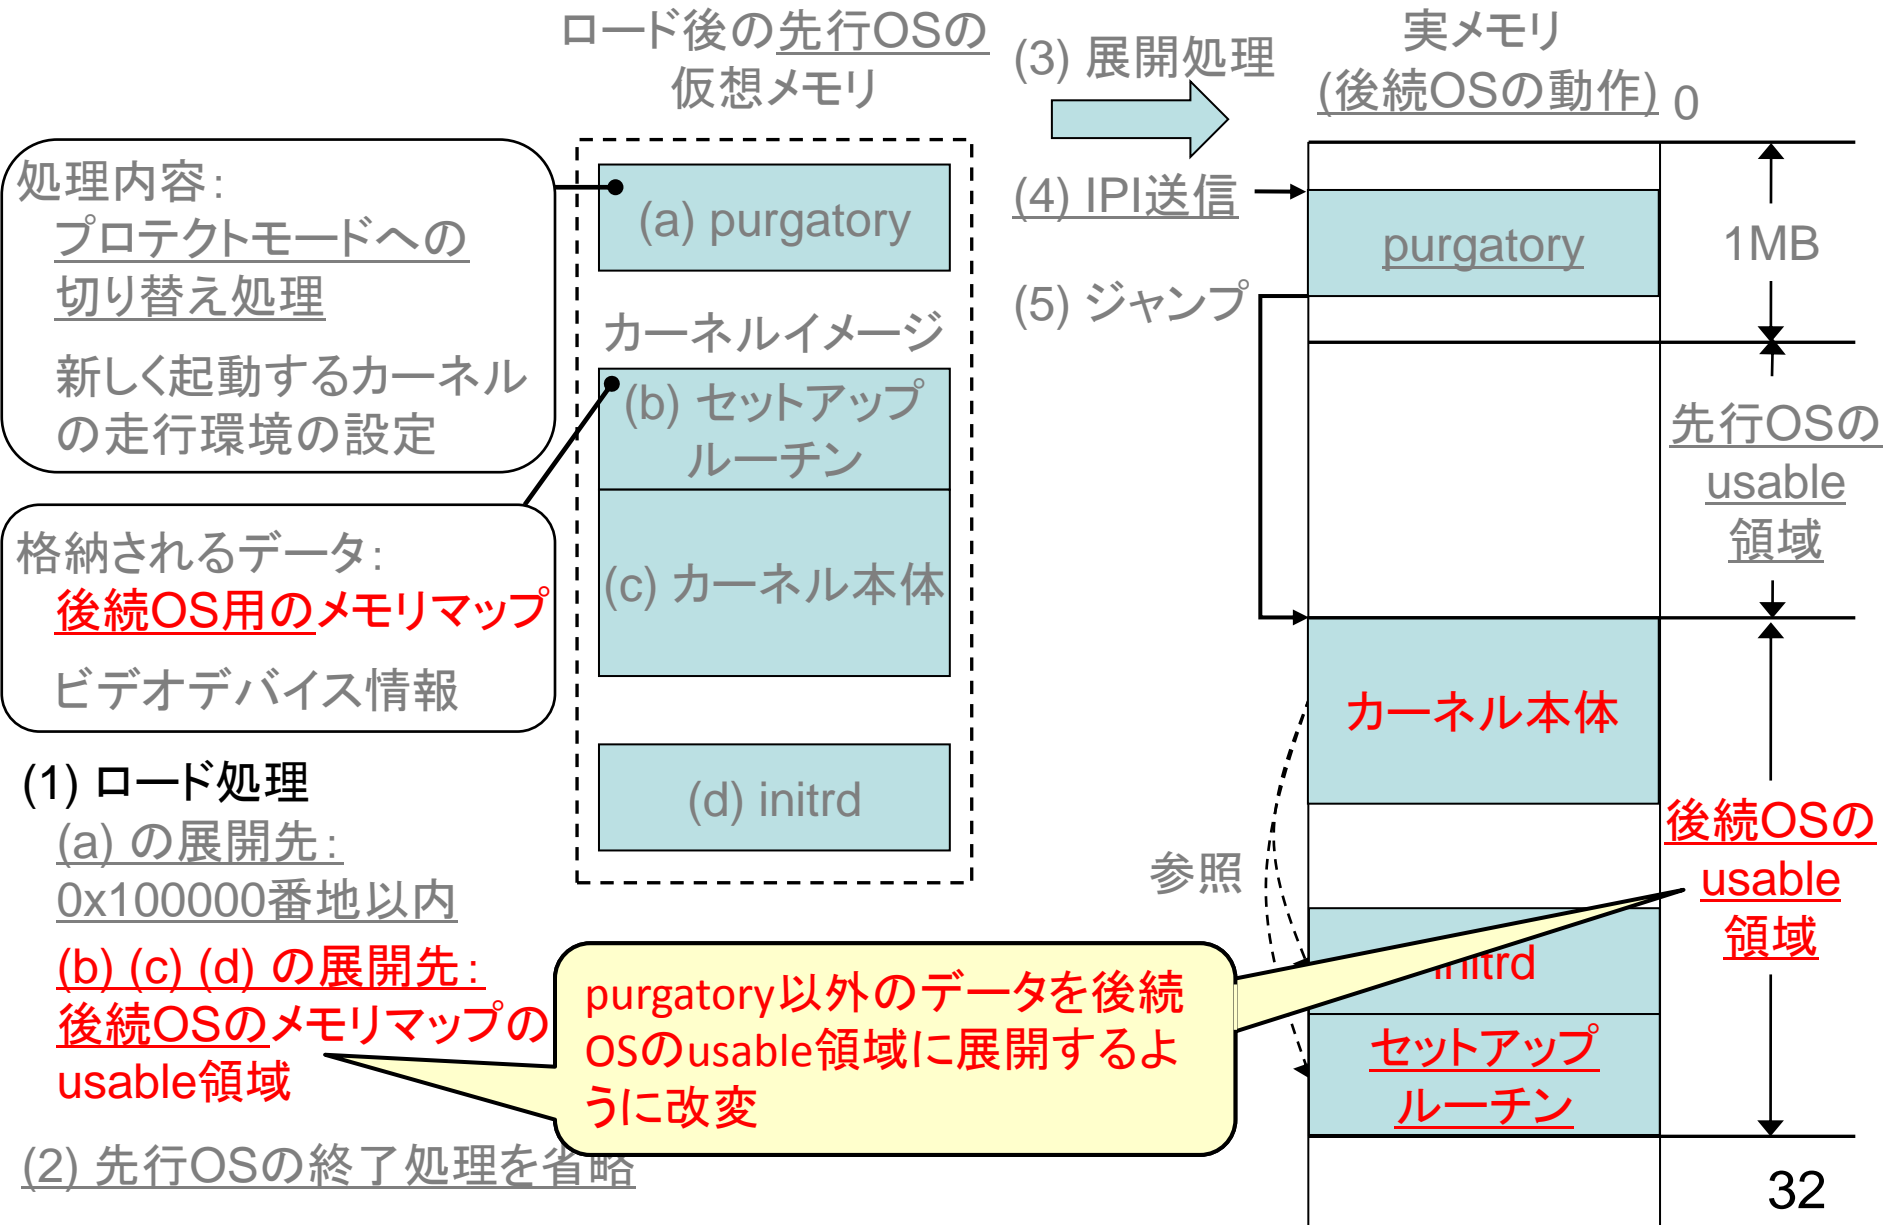 ロード後の先行OSの
仮想メモリ
(3) 展開処理
実メモリ
(後続OSの動作)
0
処理内容：
プロテクトモードへの
切り替え処理
新しく起動するカーネル
の走行環境の設定
(a) purgatory
カーネルイメージ
(b) セットアップ
ルーチン
(c) カーネル本体
(d) initrd
(4) IPI送信
(5) ジャンプ
purgatory
1MB
先行OSの
usable
領域
格納されるデータ：
後続OS用のメモリマップ
ビデオデバイス情報
(1) ロード処理
(a) の展開先：
0x100000番地以内
(b) (c) (d) の展開先：
後続OSのメモリマップの
usable領域
(2) 先行OSの終了処理を省略
参照
purgatory以外のデータを後続
OSのusable領域に展開するよ
うに改変
カーネル本体
initrd
セットアップ
ルーチン
後続OSの
usable
領域
32